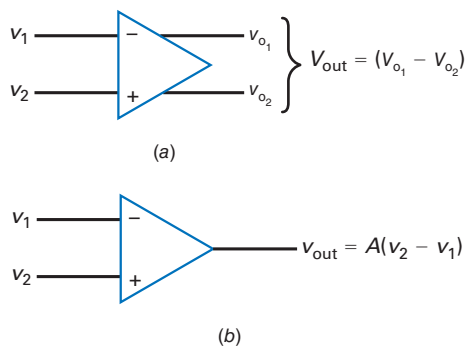 v₁ − vₒ₁
Vout = (Vₒ₁ − Vₒ₂)
v₂ + vₒ₂
(a)
v₁ −
vout = A(v₂ − v₁)
v₂ +
(b)